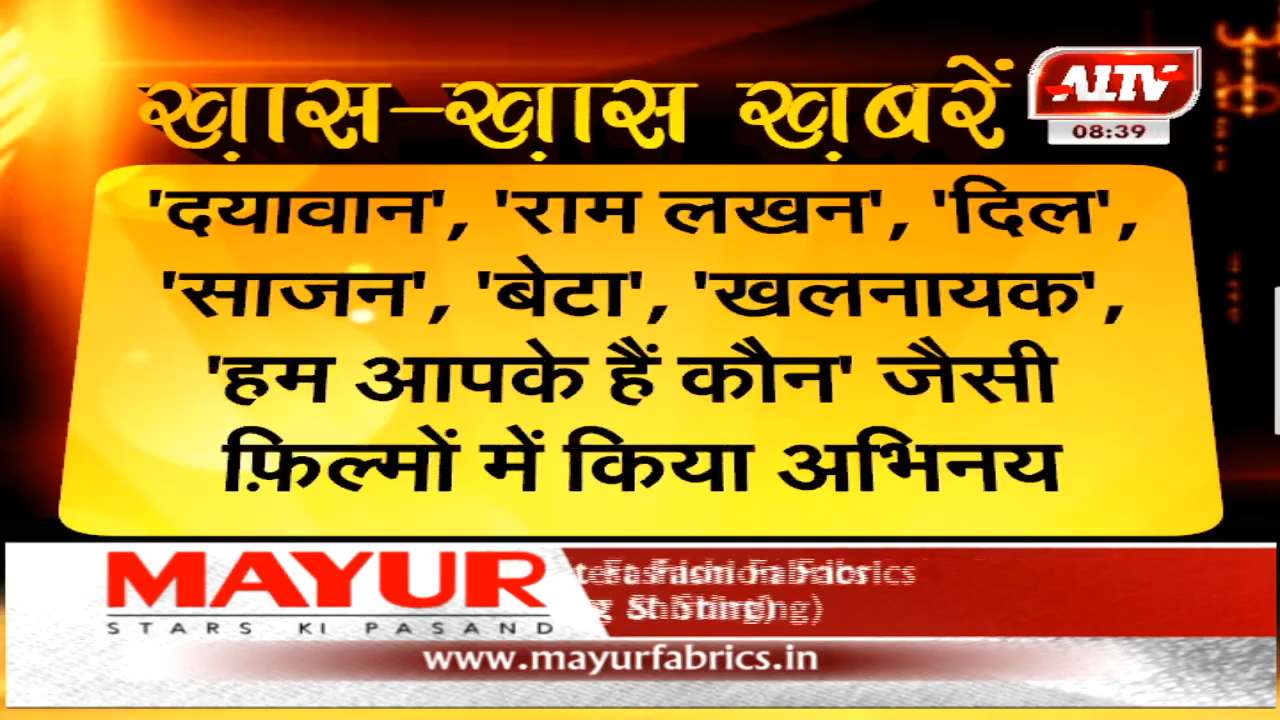 ख़ास-ख़ास ख़बरें
ALTV
08:39
'दयावान', 'राम लखन', 'दिल',
'साजन', 'बेटा', 'खलनायक',
'हम आपके हैं कौन' जैसी
फ़िल्मों में किया अभिनय
MAYUR
STARS KI PASAND
www.mayurfabrics.in